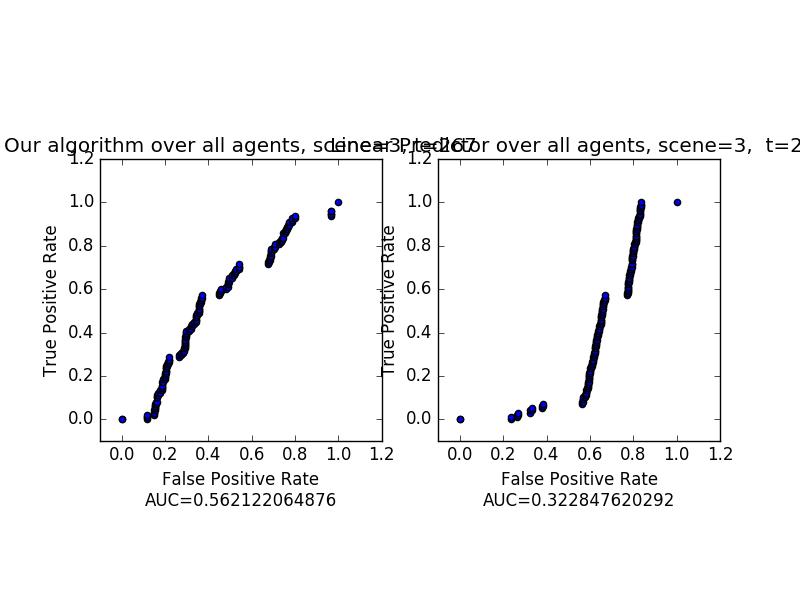 Our algorithm over all agents, scene=3, t=267
Linear Predictor over all agents, scene=3, t=2
1.2
1.0
0.8
0.6
0.4
0.2
0.0
True Positive Rate
0.0 0.2 0.4 0.6 0.8 1.0 1.2
False Positive Rate
AUC=0.562122064876
1.2
1.0
0.8
0.6
0.4
0.2
0.0
True Positive Rate
0.0 0.2 0.4 0.6 0.8 1.0 1.2
False Positive Rate
AUC=0.322847620292